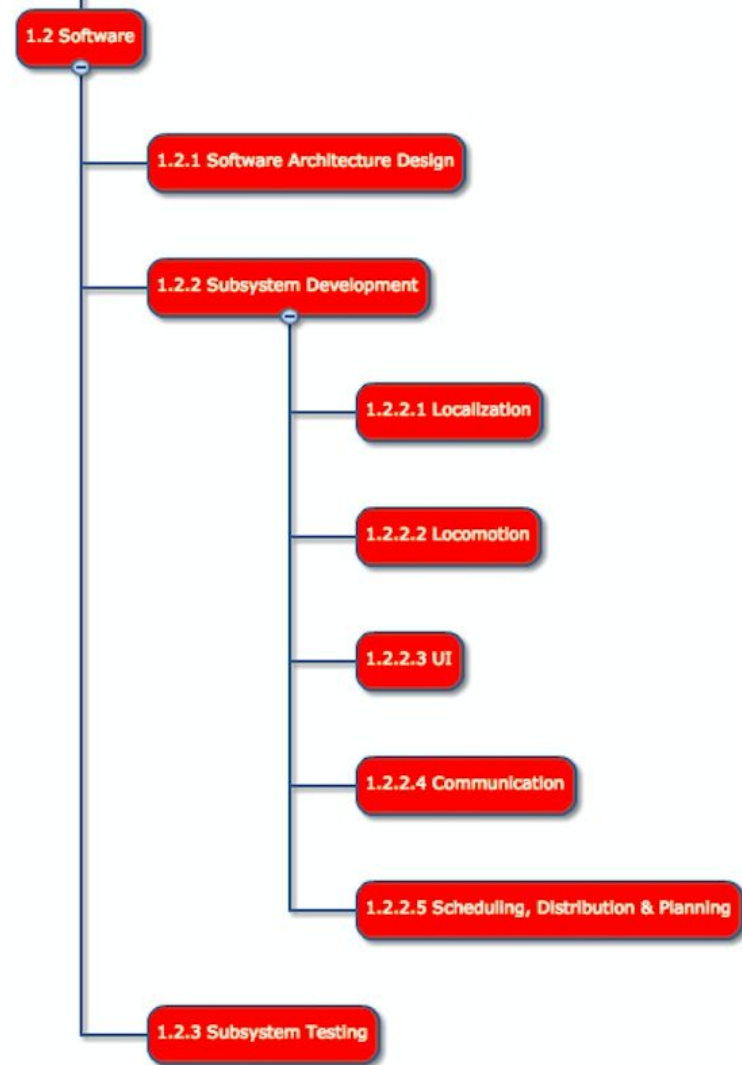 1.2 Software
1.2.1 Software Architecture Design
1.2.2 Subsystem Development
1.2.2.1 Localization
1.2.2.2 Locomotion
1.2.2.3 UI
1.2.2.4 Communication
1.2.2.5 Scheduling, Distribution & Planning
1.2.3 Subsystem Testing